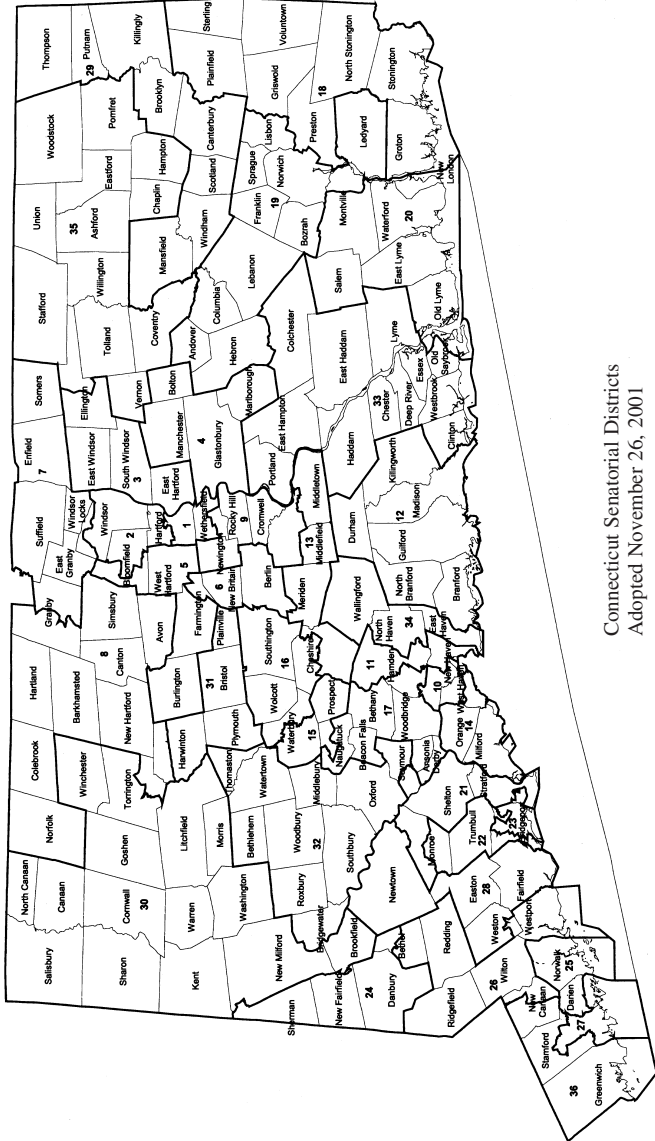 Connecticut Senatorial Districts
Adopted November 26, 2001
Salisbury
North Canaan
Canaan
Norfolk
Colebrook
Hartland
Granby
East
Granby
Suffield
Enfield
7
Somers
Stafford
Union
Woodstock
Thompson
Sharon
Cornwall
30
Goshen
Winchester
Torrington
Barkhamsted
New Hartford
8
Canton
Simsbury
Windsor
Locks
Windsor
2
Bloomfield
East Windsor
Ellington
South Windsor
3
Vernon
Tolland
Willington
35
Ashford
Eastford
Pomfret
Putnam
29
Killingly
Kent
Warren
Litchfield
Morris
Harwinton
Burlington
Avon
West
Hartford
5
Hartford
1
East
Hartford
Manchester
Bolton
Coventry
Mansfield
Chaplin
Hampton
Brooklyn
Sterling
Plainfield
Canterbury
Scotland
Windham
Andover
Columbia
Hebron
Lebanon
Washington
Bethlehem
Watertown
Thomaston
Plymouth
31
Bristol
Farmington
Plainville
6
New Britain
Newington
Wethersfield
Rocky Hill
9
Cromwell
Glastonbury
4
Marlborough
Portland
East Hampton
Colchester
Franklin
19
Sprague
Norwich
Lisbon
Bozrah
Griswold
Voluntown
Preston
18
North Stonington
Sherman
New Milford
Roxbury
Woodbury
32
Bridgewater
Southbury
Middlebury
Waterbury
15
Wolcott
Southington
16
Cheshire
Prospect
Naugatuck
Berlin
Meriden
Middlefield
13
Middletown
Haddam
East Haddam
Salem
Montville
Ledyard
Groton
Stonington
New Fairfield
Brookfield
24
Danbury
Bethel
Newtown
Oxford
Beacon Falls
Seymour
Bethany
17
Woodbridge
Ansonia
Derby
11
Hamden
Wallingford
Durham
North
Haven
34
East
Haven
New Haven
10
West Haven
Orange
14
Milford
North
Branford
Branford
Guilford
12
Madison
Killingworth
Clinton
33
Chester
Deep River
Essex
Westbrook
Old
Saybrook
Lyme
Old Lyme
East Lyme
Waterford
20
New
London
Ridgefield
Redding
Monroe
Shelton
21
Stratford
Trumbull
22
23
Bridgeport
Easton
28
Fairfield
Weston
Westport
26
Wilton
Norwalk
25
New
Canaan
Darien
27
Stamford
36
Greenwich